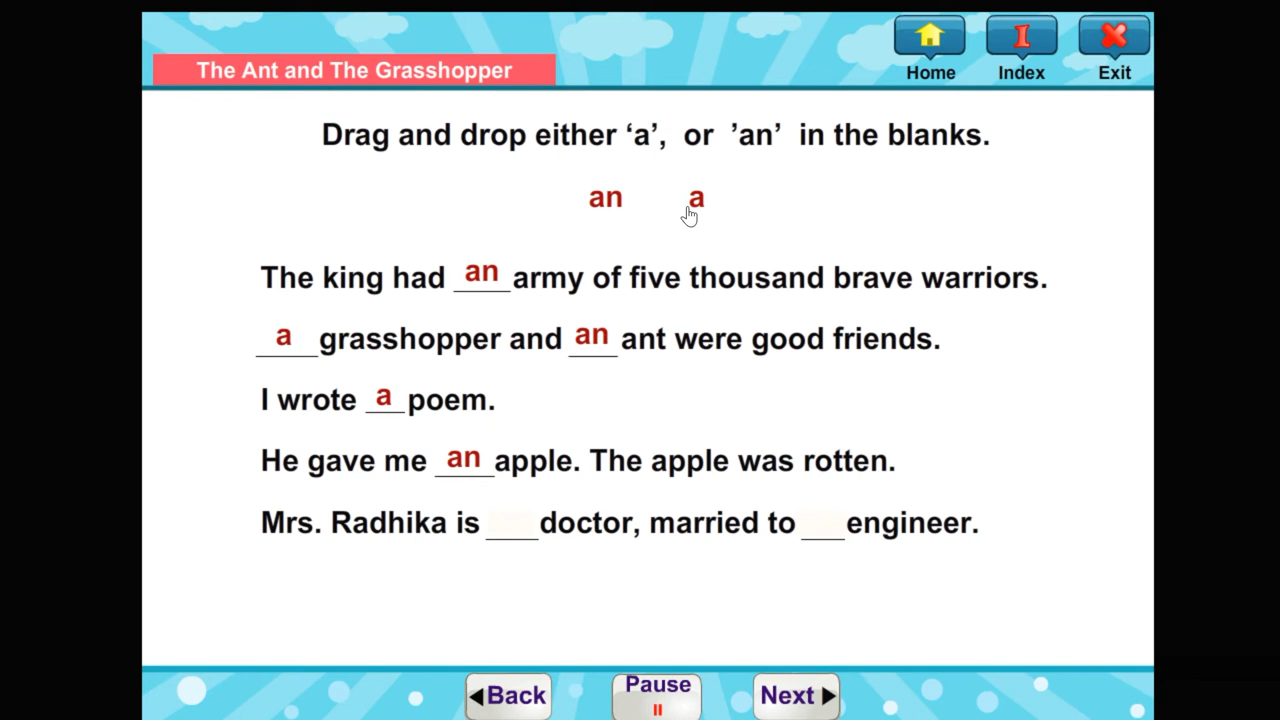 The Ant and The Grasshopper
Home Index Exit
Drag and drop either ‘a’, or ’an’ in the blanks.
an a
The king had an army of five thousand brave warriors.
a grasshopper and an ant were good friends.
I wrote a poem.
He gave me an apple. The apple was rotten.
Mrs. Radhika is ____ doctor, married to ___ engineer.
Back Pause Next